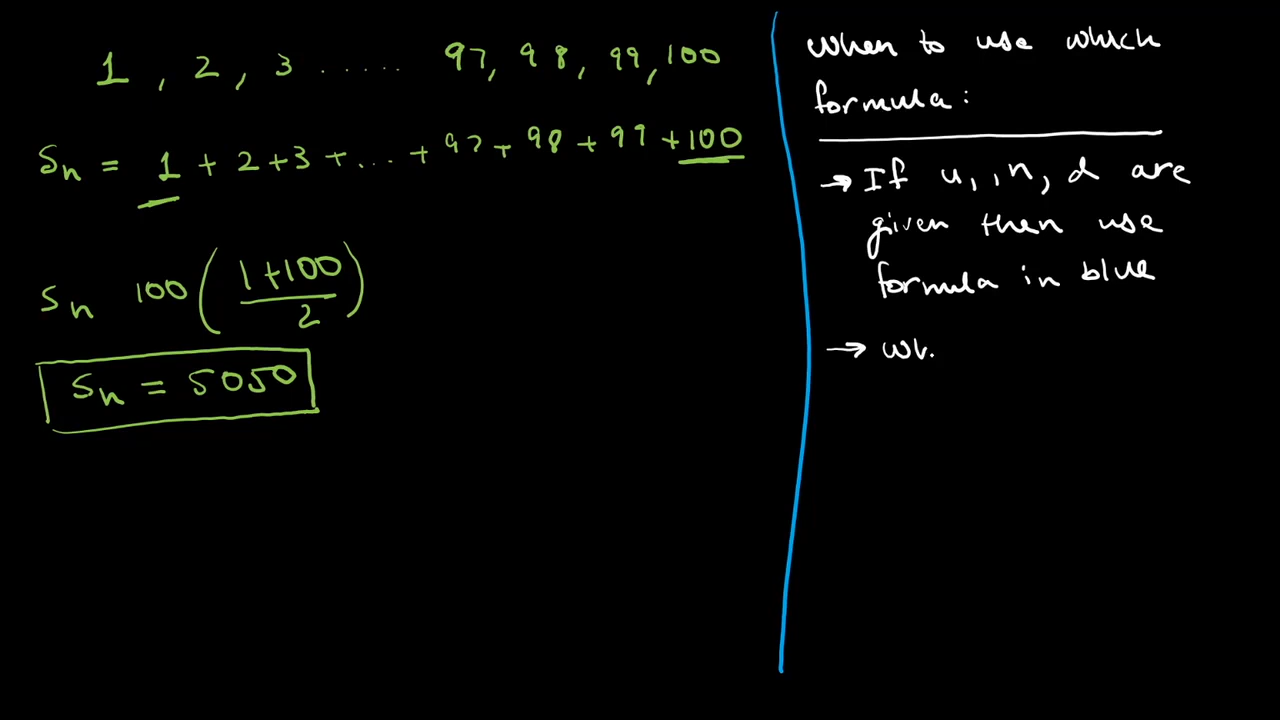 1 , 2 , 3 ...... 97, 98, 99, 100
Sn = 1 + 2 + 3 + ... + 97 + 98 + 99 + 100
Sn 100 ( 1+100 / 2 )
Sn = 5050
When to use which
formula :
→ If u₁, n, d are
given then use
formula in blue
→